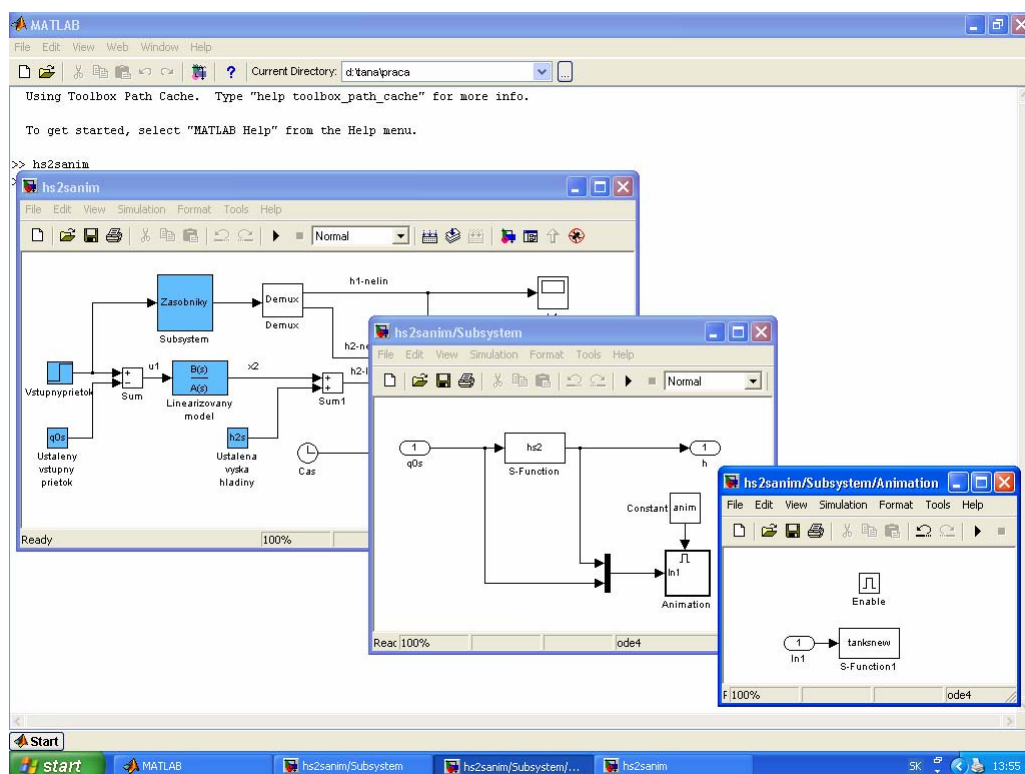 MATLAB
File Edit View Web Window Help
Current Directory: d:\tana\praca
...
Using Toolbox Path Cache. Type "help toolbox_path_cache" for more info.
To get started, select "MATLAB Help" from the Help menu.
>> hs2sanim
hs2sanim
File Edit View Simulation Format Tools Help
Normal
Zasobniky
Subsystem
Demux
Demux
h1-nelin
Vstupnyprietok
Sum
u1
B(s)
A(s)
Linearizovany
model
x2
Sum1
q0s
Ustaleny
vstupny
prietok
h2s
Ustalena
vyska
hladiny
Cas
Ready
100%
hs2sanim/Subsystem
File Edit View Simulation Format Tools Help
Normal
1
q0s
hs2
S-Function
1
h
Constant
anim
In1
Animation
100%
ode4
hs2sanim/Subsystem/Animation
File Edit View Simulation Format Tools Help
Enable
1
In1
tanksnew
S-Function1
100%
ode4
Start
start
MATLAB
hs2sanim/Subsystem
hs2sanim/Subsystem/...
hs2sanim
SK
13:55